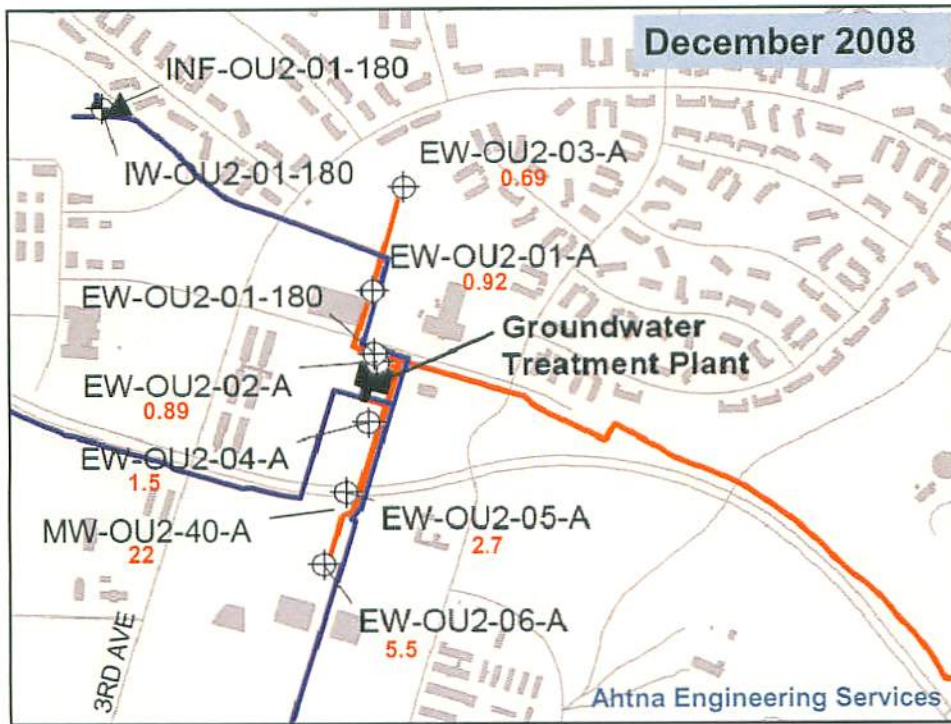 December 2008
INF-OU2-01-180
IW-OU2-01-180
EW-OU2-03-A
0.69
EW-OU2-01-A
0.92
EW-OU2-01-180
Groundwater
Treatment Plant
EW-OU2-02-A
0.89
EW-OU2-04-A
1.5
MW-OU2-40-A
22
EW-OU2-05-A
2.7
EW-OU2-06-A
5.5
3RD AVE
Ahtna Engineering Services